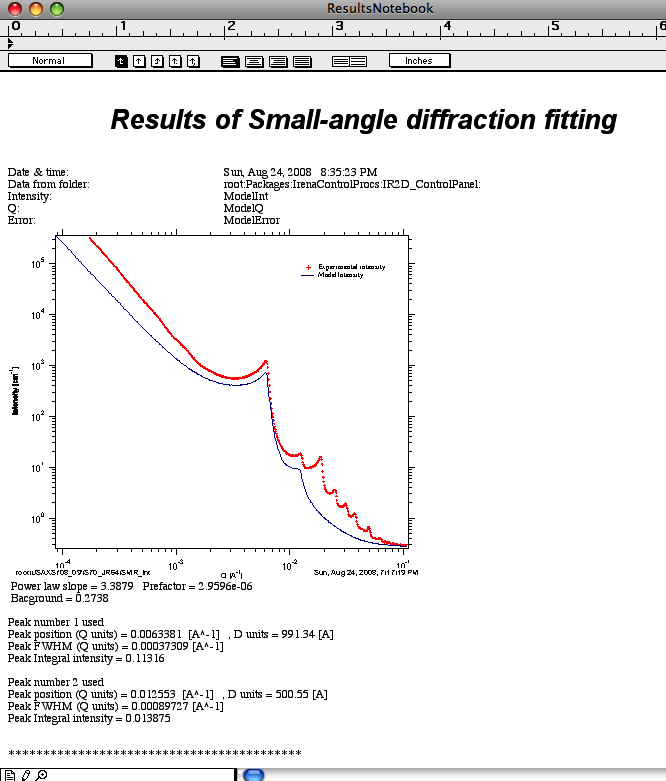 ResultsNotebook
0 1 2 3 4 5 6
Normal
Inches
Results of Small-angle diffraction fitting
Date & time: Sun, Aug 24, 2008 8:35:23 PM
Data from folder: root:Packages:IrenaControlProcs:IR2D_ControlPanel:
Intensity: ModelInt
Q: ModelQ
Error: ModelError
Experimental intensity
Model intensity
10^5
10^4
10^3
10^2
10^1
10^0
Intensity [cm^-1]
10^-4 10^-3 10^-2 10^-1
Q [A^-1]
Sun, Aug 24, 2008, 7:17:19 PM
Power law slope = 3.3879 Prefactor = 2.9596e-06
Bacground = 0.2738
Peak number 1 used
Peak position (Q units) = 0.0063381 [A^-1] , D units = 991.34 [A]
Peak FWHM (Q units) = 0.00037309 [A^-1]
Peak Integral intensity = 0.11316
Peak number 2 used
Peak position (Q units) = 0.012553 [A^-1] , D units = 500.55 [A]
Peak FWHM (Q units) = 0.00089727 [A^-1]
Peak Integral intensity = 0.013875
******************************************